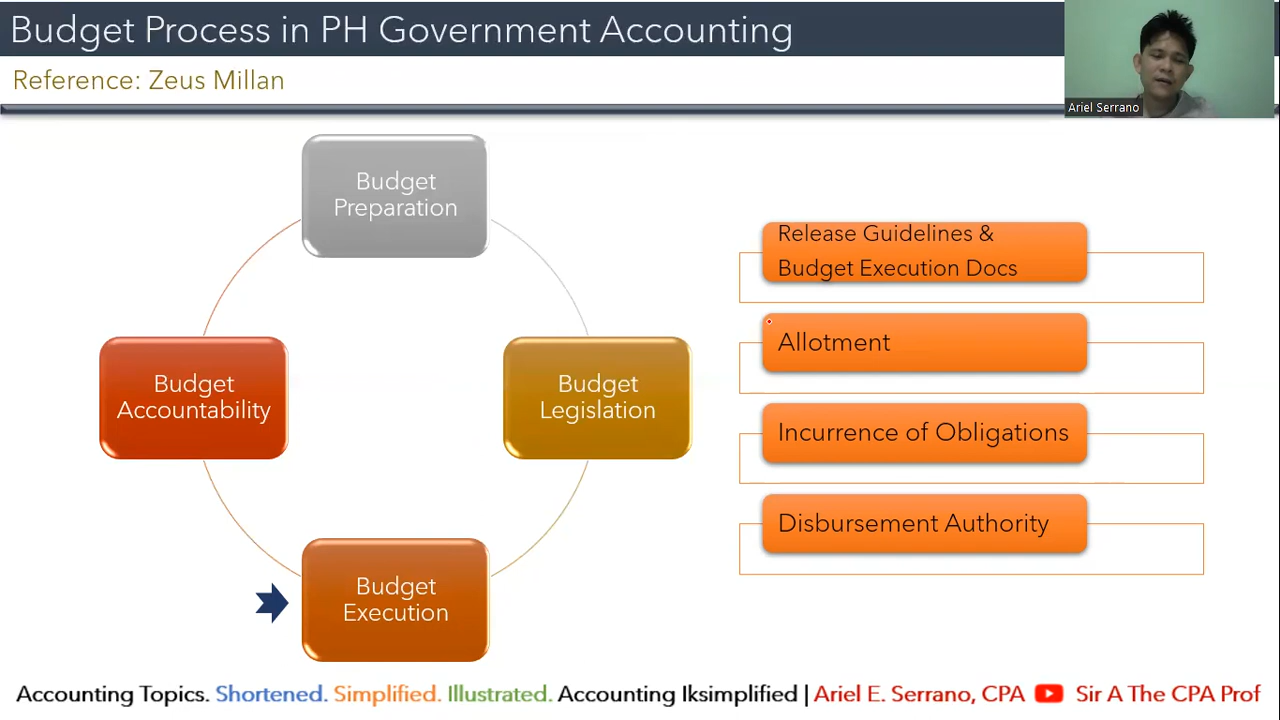 Budget Process in PH Government Accounting
Reference: Zeus Millan
Ariel Serrano
Budget
Preparation
Budget
Accountability
Budget
Legislation
Budget
Execution
Release Guidelines &
Budget Execution Docs
Allotment
Incurrence of Obligations
Disbursement Authority
Accounting Topics. Shortened. Simplified. Illustrated. Accounting Iksimplified | Ariel E. Serrano, CPA Sir A The CPA Prof